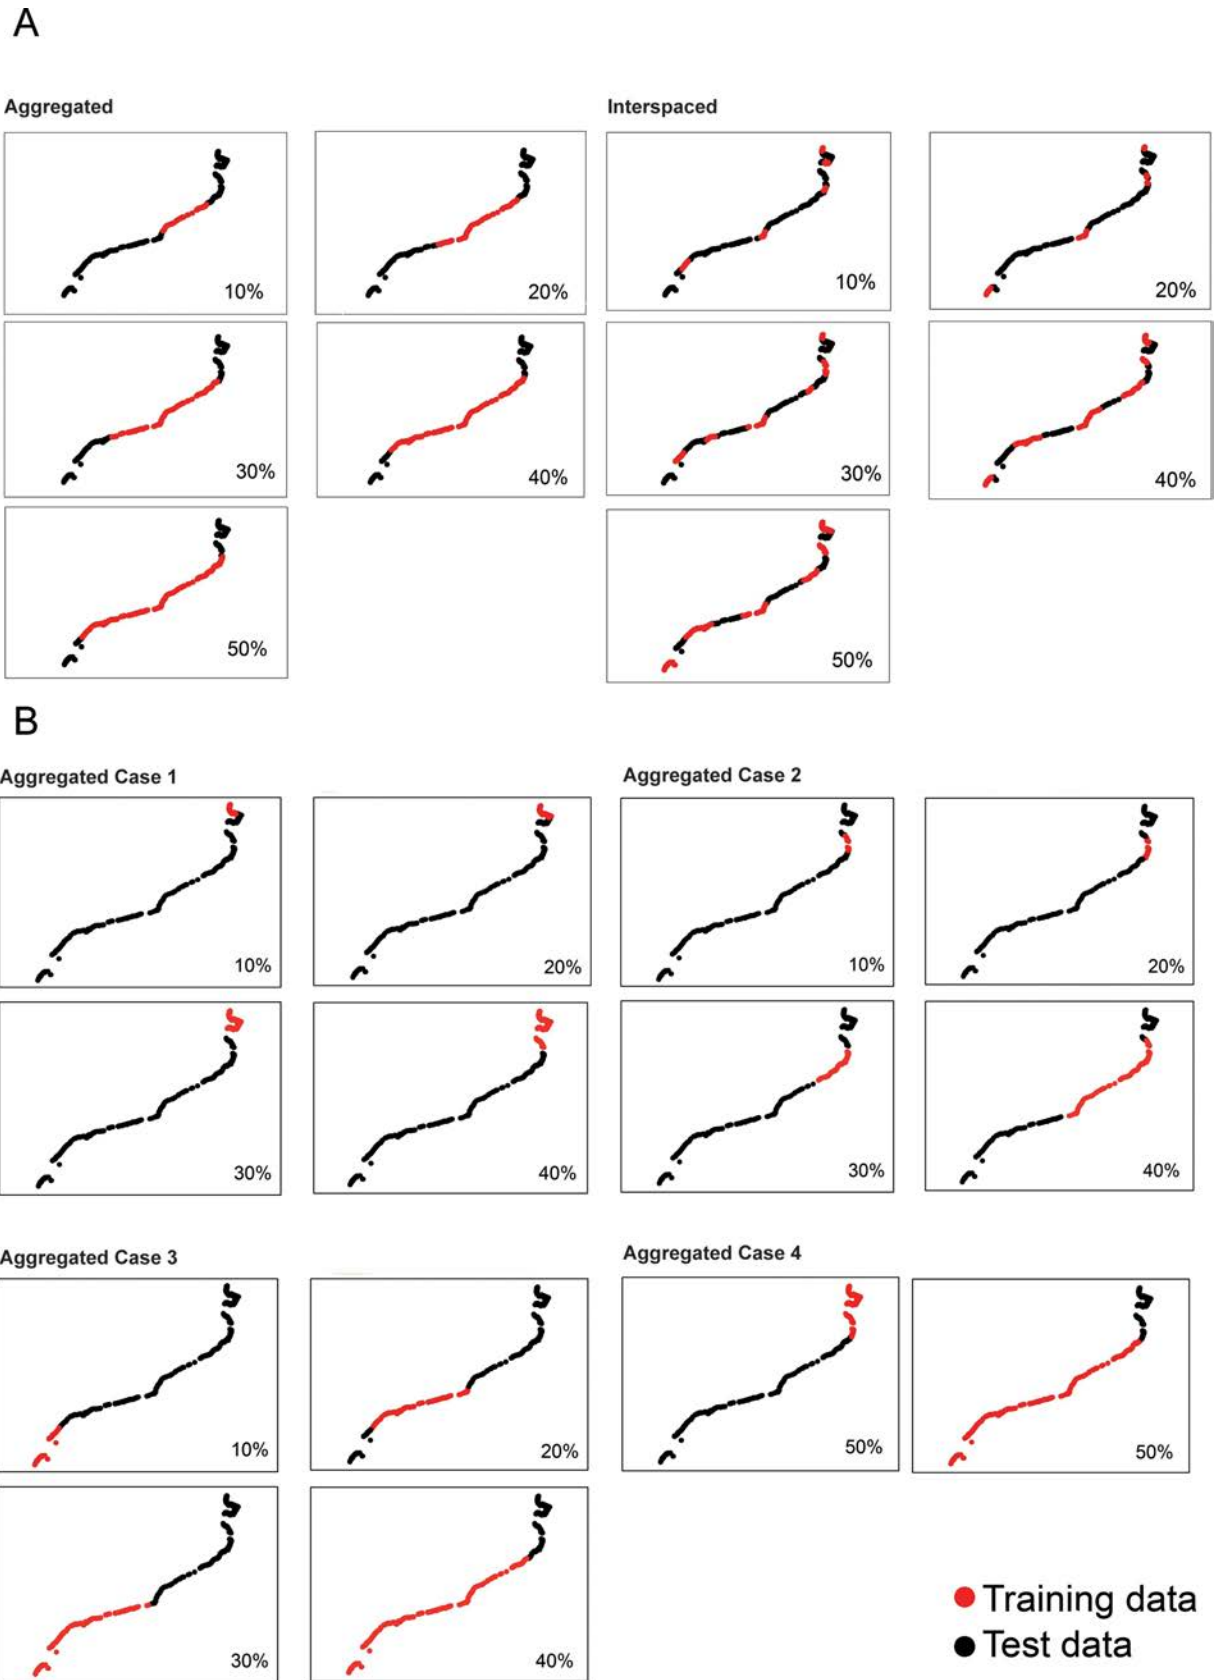 A
Aggregated
Interspaced
10%
20%
10%
20%
30%
40%
30%
40%
50%
50%
B
Aggregated Case 1
Aggregated Case 2
10%
20%
10%
20%
30%
40%
30%
40%
Aggregated Case 3
Aggregated Case 4
10%
20%
50%
50%
30%
40%
Training data
Test data